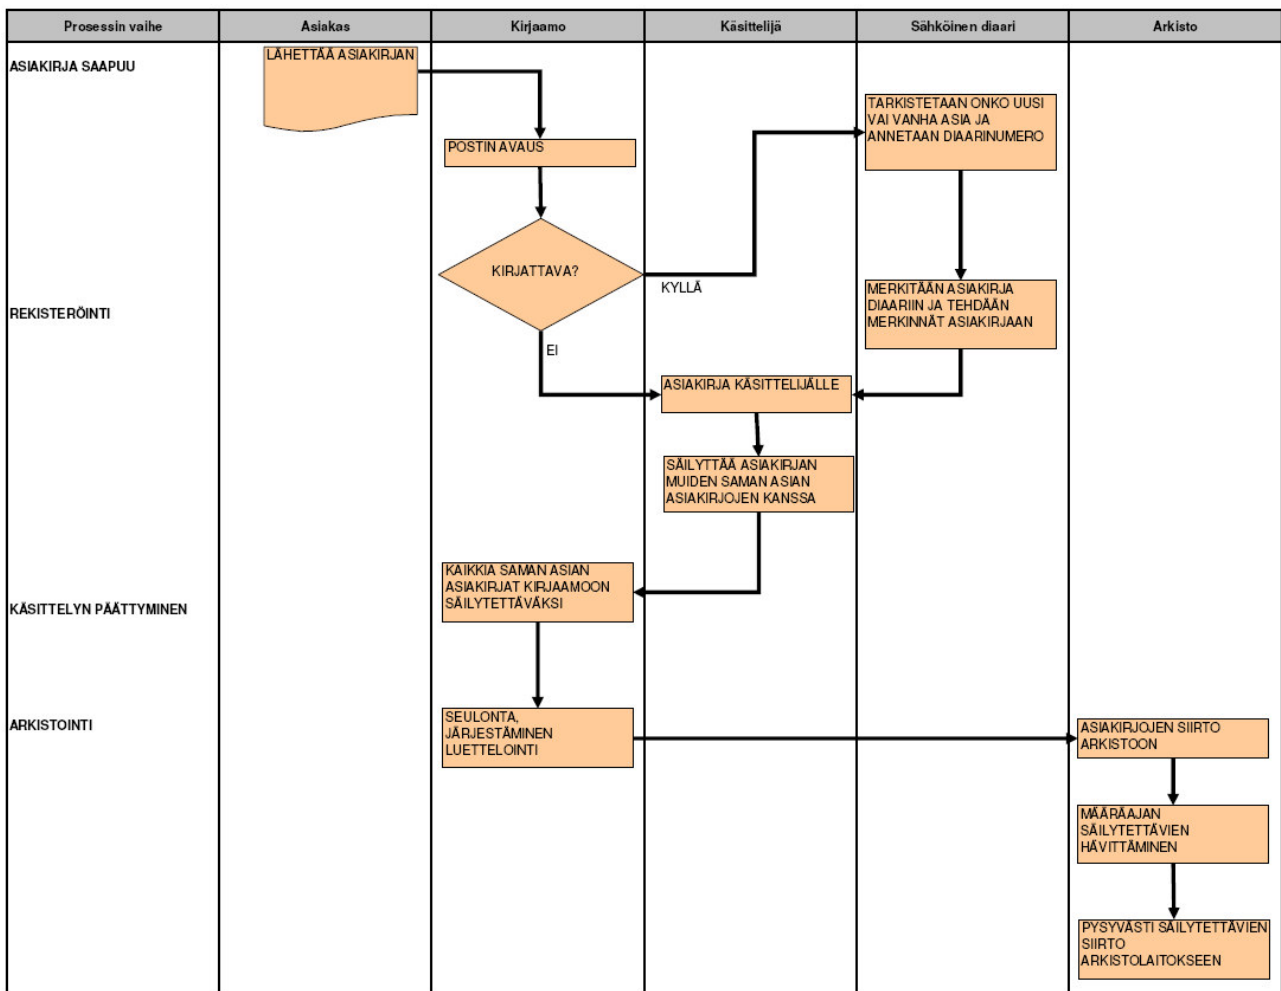 Prosessin vaihe
Asiakas
Kirjaamo
Käsittelijä
Sähköinen diaari
Arkisto
ASIAKIRJA SAAPUU
LÄHETTÄÄ ASIAKIRJAN
POSTIN AVAUS
TARKISTETAAN ONKO UUSI
VAI VANHA ASIA JA
ANNETAAN DIAARINUMERO
KIRJATTAVA?
KYLLÄ
EI
REKISTERÖINTI
MERKITÄÄN ASIAKIRJA
DIAARIIN JA TEHDÄÄN
MERKINNÄT ASIAKIRJAAN
ASIAKIRJA KÄSITTELIJÄLLE
SÄILYTTÄÄ ASIAKIRJAN
MUIDEN SAMAN ASIAN
ASIAKIRJOJEN KANSSA
KAIKKIA SAMAN ASIAN
ASIAKIRJAT KIRJAAMOON
SÄILYTETTÄVÄKSI
KÄSITTELYN PÄÄTTYMINEN
ARKISTOINTI
SEULONTA,
JÄRJESTÄMINEN
LUETTELOINTI
ASIAKIRJOJEN SIIRTO
ARKISTOON
MÄÄRÄAJAN
SÄILYTETTÄVIEN
HÄVITTÄMINEN
PYSYVÄSTI SÄILYTETTÄVIEN
SIIRTO
ARKISTOLAITOKSEEN